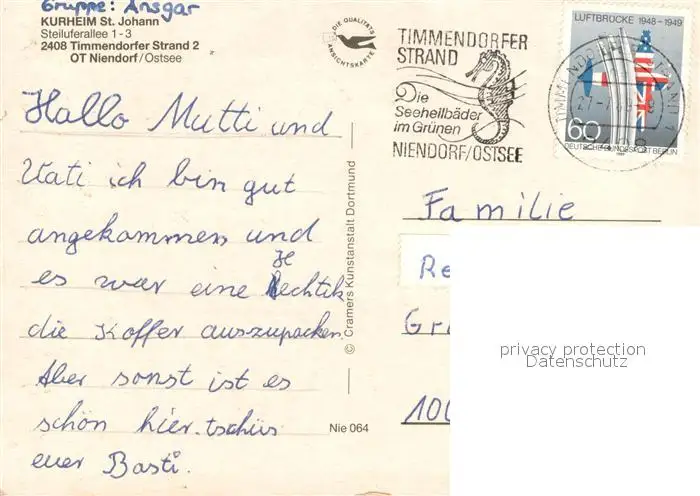 Gruppe: Ansgar
KURHEIM St. Johann
Steiluferallee 1-3
2408 Timmendorfer Strand 2
OT Niendorf/Ostsee
DIE QUALITÄTS
ANSICHTSKARTE
TIMMENDORFER
STRAND
Die
Seeheilbäder
im Grünen
NIENDORF/OSTSEE
LUFTBRÜCKE 1948-1949
60
DEUTSCHE BUNDESPOST BERLIN
Hallo Mutti und
Vati ich bin gut
angekommen und
es war eine He
chtik
die Koffer auszupacken.
Aber sonst ist es
schön hier. tschüs
euer Basti.
© Cramers Kunstanstalt Dortmund
Nie 064
Familie
Re
Gr
100
privacy protection
Datenschutz